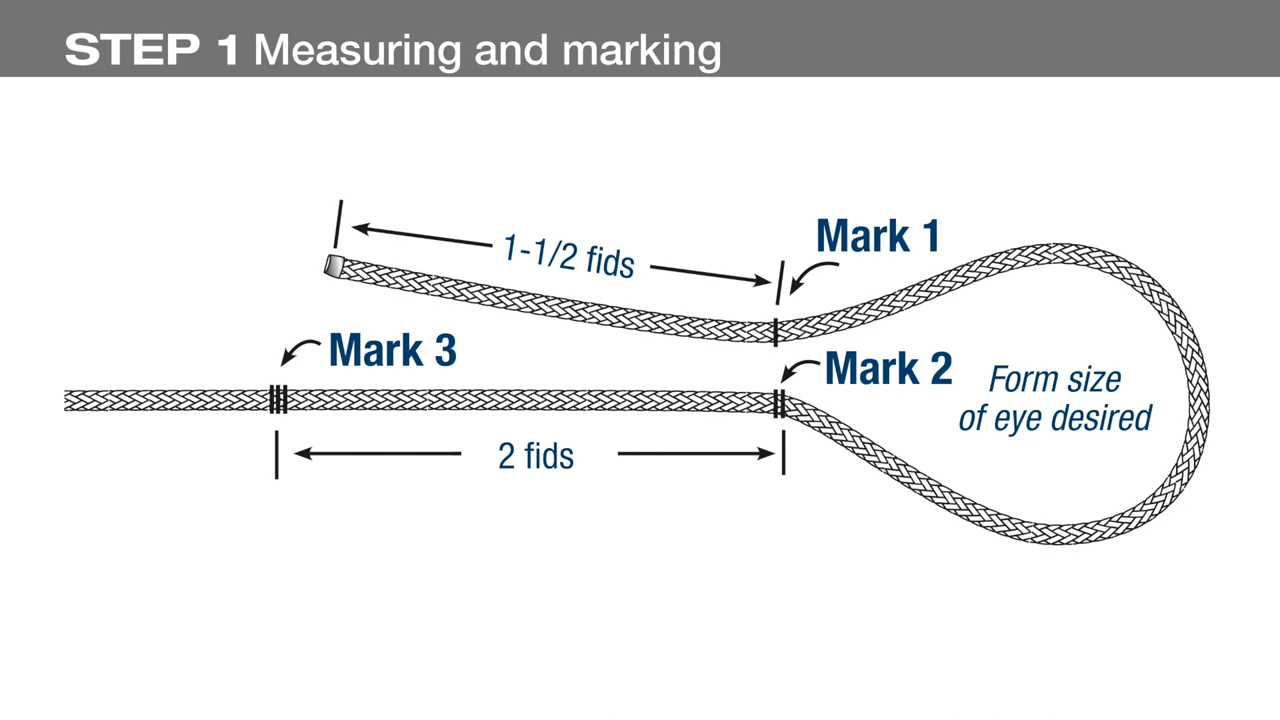 STEP 1 Measuring and marking
1-1/2 fids
Mark 1
Mark 3
Mark 2
Form size
of eye desired
2 fids